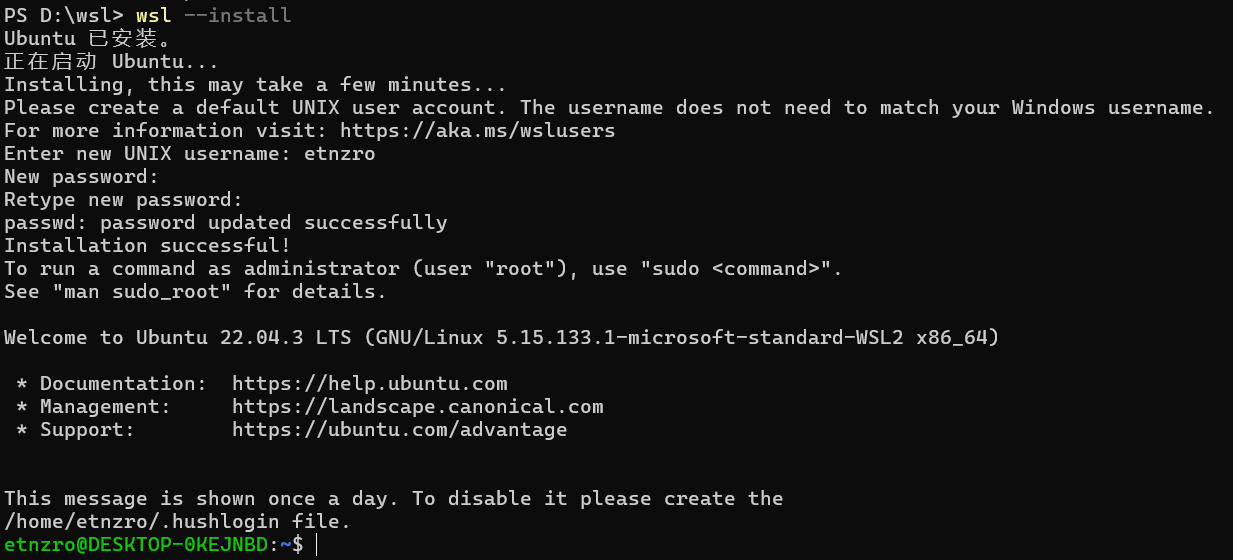 PS D:\wsl> wsl --install
Ubuntu 已安装。
正在启动 Ubuntu...
Installing, this may take a few minutes...
Please create a default UNIX user account. The username does not need to match your Windows username.
For more information visit: https://aka.ms/wslusers
Enter new UNIX username: etnzro
New password:
Retype new password:
passwd: password updated successfully
Installation successful!
To run a command as administrator (user "root"), use "sudo <command>".
See "man sudo_root" for details.
Welcome to Ubuntu 22.04.3 LTS (GNU/Linux 5.15.133.1-microsoft-standard-WSL2 x86_64)
* Documentation:  https://help.ubuntu.com
* Management:     https://landscape.canonical.com
* Support:        https://ubuntu.com/advantage
This message is shown once a day. To disable it please create the
/home/etnzro/.hushlogin file.
etnzro@DESKTOP-0KEJNBD:~$